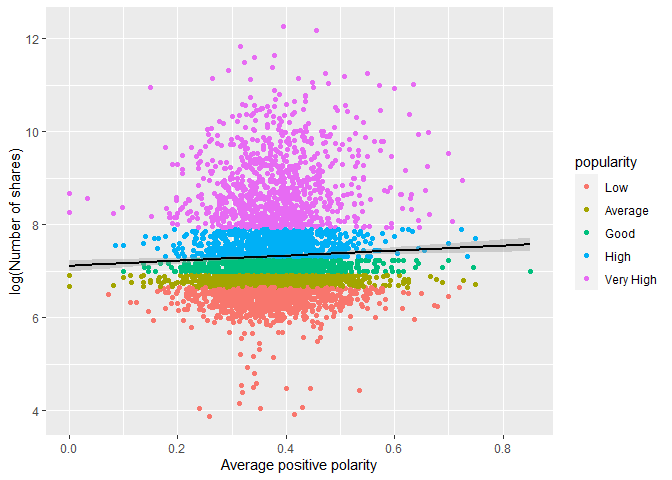 12
10
8
6
4
log(Number of shares)
0.0 0.2 0.4 0.6 0.8
Average positive polarity
popularity
Low
Average
Good
High
Very High